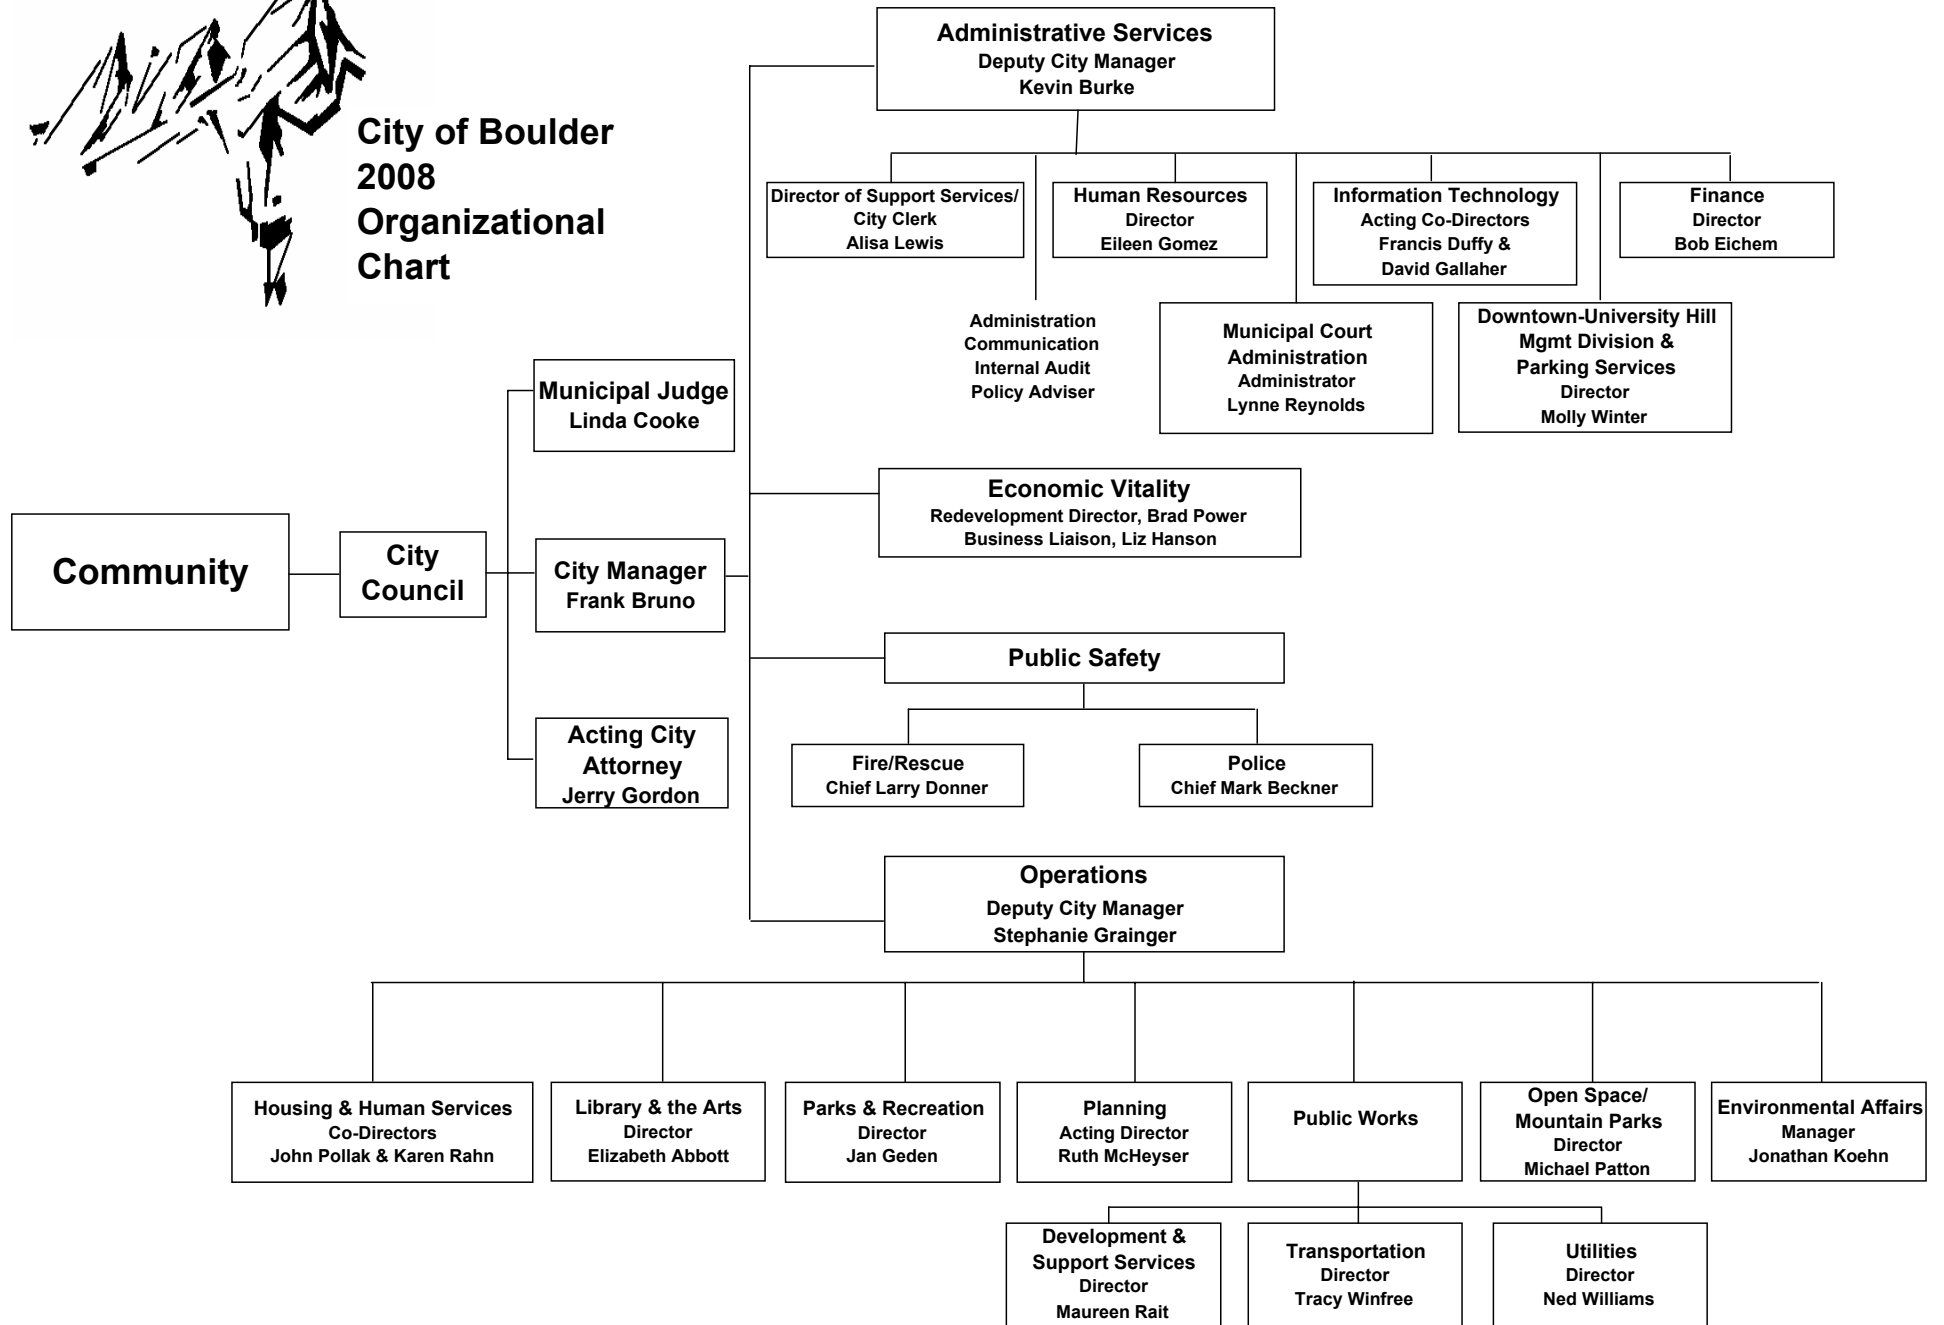 City of Boulder
2008
Organizational
Chart
Administrative Services
Deputy City Manager
Kevin Burke
Director of Support Services/
City Clerk
Alisa Lewis
Human Resources
Director
Eileen Gomez
Information Technology
Acting Co-Directors
Francis Duffy &
David Gallaher
Finance
Director
Bob Eichem
Administration
Communication
Internal Audit
Policy Adviser
Municipal Court
Administration
Administrator
Lynne Reynolds
Downtown-University Hill
Mgmt Division &
Parking Services
Director
Molly Winter
Municipal Judge
Linda Cooke
Community
City
Council
City Manager
Frank Bruno
Acting City
Attorney
Jerry Gordon
Economic Vitality
Redevelopment Director, Brad Power
Business Liaison, Liz Hanson
Public Safety
Fire/Rescue
Chief Larry Donner
Police
Chief Mark Beckner
Operations
Deputy City Manager
Stephanie Grainger
Housing & Human Services
Co-Directors
John Pollak & Karen Rahn
Library & the Arts
Director
Elizabeth Abbott
Parks & Recreation
Director
Jan Geden
Planning
Acting Director
Ruth McHeyser
Public Works
Open Space/
Mountain Parks
Director
Michael Patton
Environmental Affairs
Manager
Jonathan Koehn
Development &
Support Services
Director
Maureen Rait
Transportation
Director
Tracy Winfree
Utilities
Director
Ned Williams